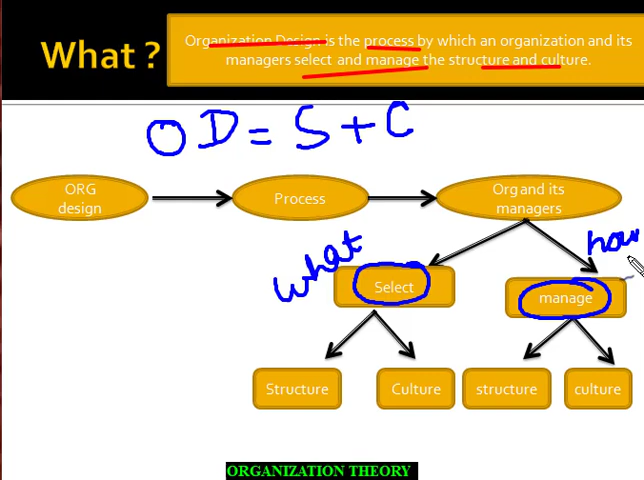 What ?
Organization Design is the process by which an organization and its
managers select and manage the structure and culture.
OD = S + C
ORG
design
Process
Org and its
managers
what
how
Select
manage
Structure
Culture
structure
culture
ORGANIZATION THEORY